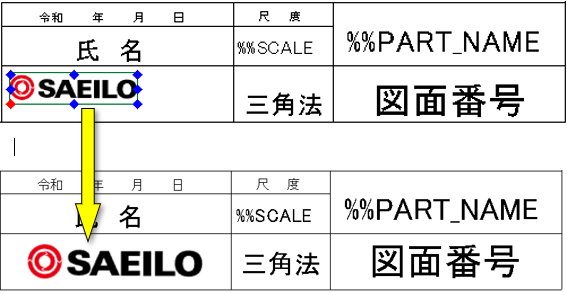 令和 年 月 日 尺 度
氏 名 %%SCALE %%PART_NAME
SAEILO 三角法 図面番号
令和 年 月 日 尺 度
名 %%SCALE %%PART_NAME
SAEILO 三角法 図面番号